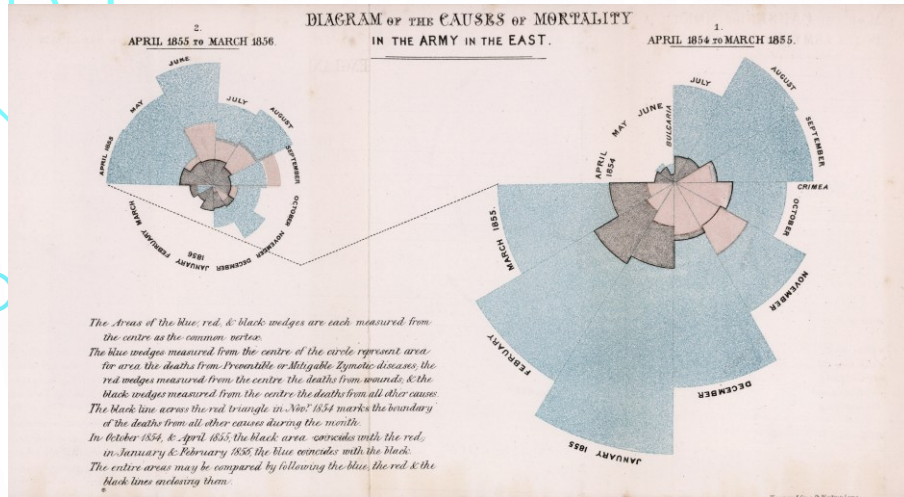 DIAGRAM OF THE CAUSES OF MORTALITY
IN THE ARMY IN THE EAST.
2.
APRIL 1855 TO MARCH 1856.
1.
APRIL 1854 TO MARCH 1855.
APRIL 1855
MAY
JUNE
JULY
AUGUST
SEPTEMBER
OCTOBER
NOVEMBER
DECEMBER
JANUARY
1856
FEBRUARY
MARCH
APRIL
1854
MAY
JUNE
BULGARIA
JULY
AUGUST
SEPTEMBER
CRIMEA
OCTOBER
NOVEMBER
DECEMBER
JANUARY 1855
FEBRUARY
MARCH 1855.
The Areas of the blue, red, & black wedges are each measured from
the centre as the common vertex.
The blue wedges measured from the centre of the circle represent area
for area the deaths from Preventible or Mitigable Zymotic diseases, the
red wedges measured from the centre the deaths from wounds, & the
black wedges measured from the centre the deaths from all other causes.
The black line across the red triangle in Novr. 1854 marks the boundary
of the deaths from all other causes during the month.
In October 1854, & April 1855, the black area coincides with the red,
in January & February 1856, the blue coincides with the black.
The entire areas may be compared by following the blue, the red & the
black lines enclosing them.